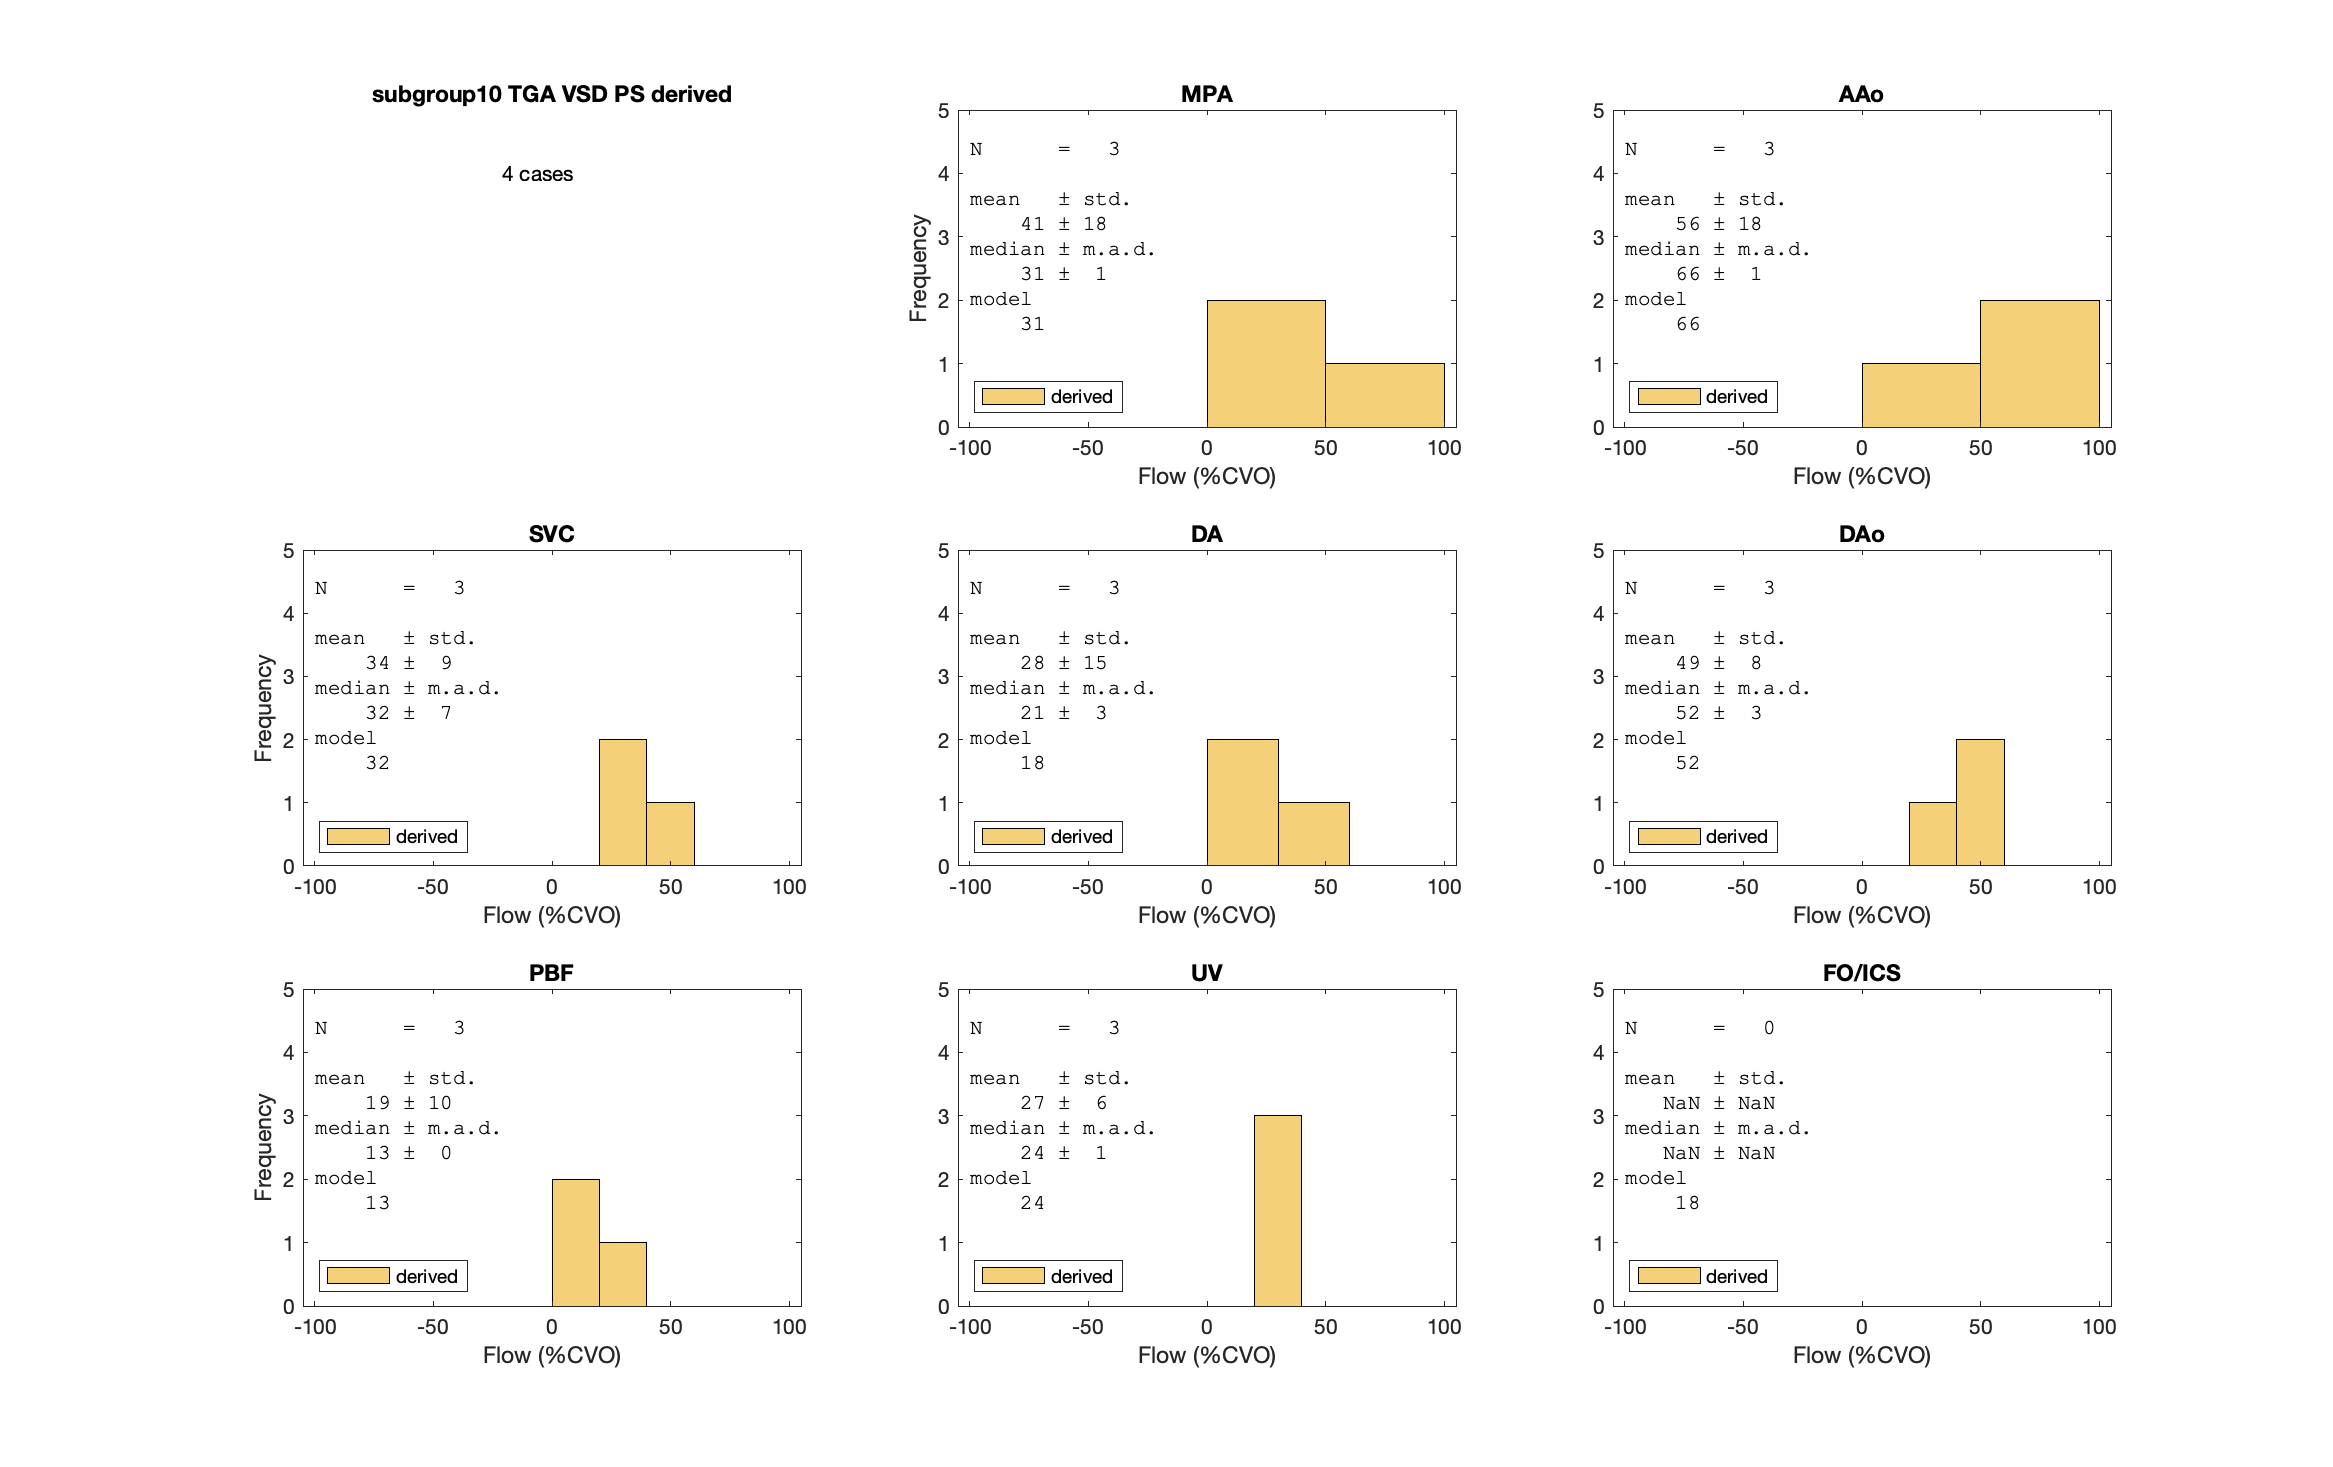 subgroup10 TGA VSD PS derived
4 cases
MPA
5
4
3
2
1
0
Frequency
N = 3
mean ± std.
41 ± 18
median ± m.a.d.
31 ± 1
model
31
derived
-100 -50 0 50 100
Flow (%CVO)
AAo
5
4
3
2
1
0
N = 3
mean ± std.
56 ± 18
median ± m.a.d.
66 ± 1
model
66
derived
-100 -50 0 50 100
Flow (%CVO)
SVC
5
4
3
2
1
0
Frequency
N = 3
mean ± std.
34 ± 9
median ± m.a.d.
32 ± 7
model
32
derived
-100 -50 0 50 100
Flow (%CVO)
DA
5
4
3
2
1
0
N = 3
mean ± std.
28 ± 15
median ± m.a.d.
21 ± 3
model
18
derived
-100 -50 0 50 100
Flow (%CVO)
DAo
5
4
3
2
1
0
N = 3
mean ± std.
49 ± 8
median ± m.a.d.
52 ± 3
model
52
derived
-100 -50 0 50 100
Flow (%CVO)
PBF
5
4
3
2
1
0
Frequency
N = 3
mean ± std.
19 ± 10
median ± m.a.d.
13 ± 0
model
13
derived
-100 -50 0 50 100
Flow (%CVO)
UV
5
4
3
2
1
0
N = 3
mean ± std.
27 ± 6
median ± m.a.d.
24 ± 1
model
24
derived
-100 -50 0 50 100
Flow (%CVO)
FO/ICS
5
4
3
2
1
0
N = 0
mean ± std.
NaN ± NaN
median ± m.a.d.
NaN ± NaN
model
18
derived
-100 -50 0 50 100
Flow (%CVO)